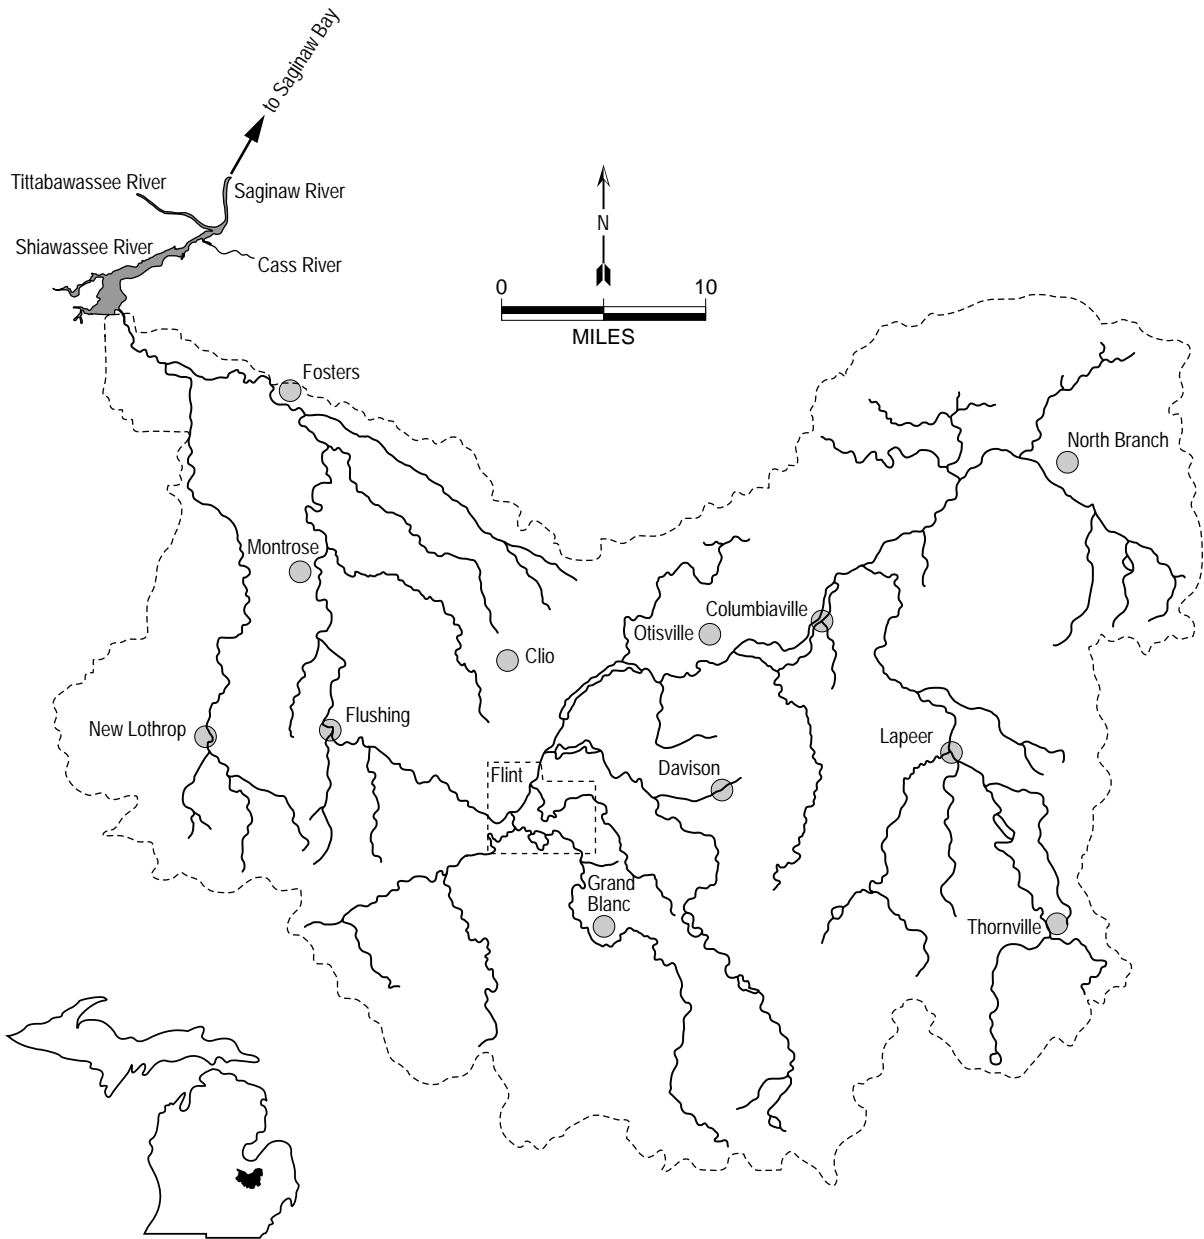 to Saginaw Bay
Tittabawassee River
Saginaw River
Shiawassee River
Cass River
N
0 10
MILES
Fosters
North Branch
Montrose
Columbiaville
Otisville
Clio
New Lothrop
Flushing
Lapeer
Flint
Davison
Grand
Blanc
Thornville